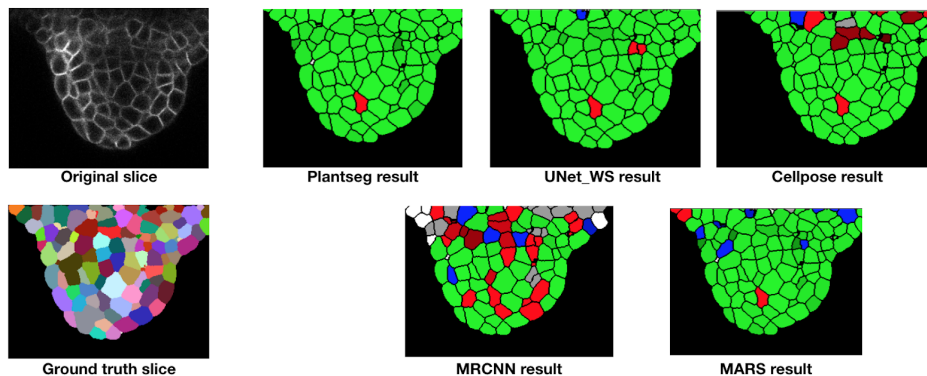 Original slice
Plantseg result
UNet_WS result
Cellpose result
Ground truth slice
MRCNN result
MARS result